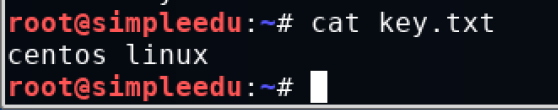 root@simpleedu:~# cat key.txt
centos linux
root@simpleedu:~#